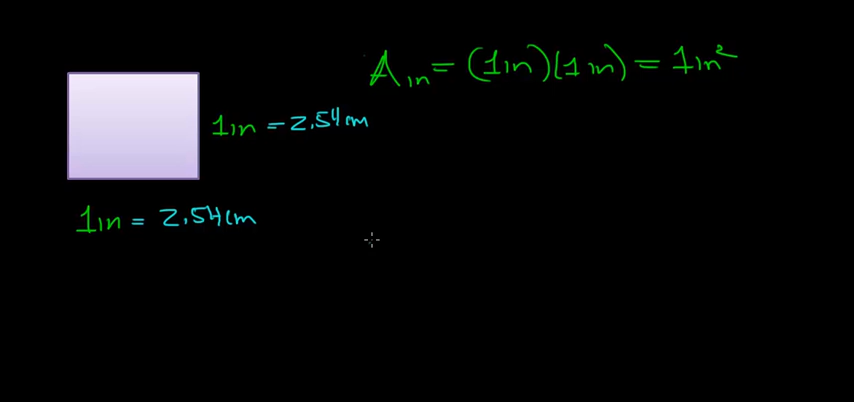 A_in = (1in)(1in) = 1in²
1in = 2.54cm
1in = 2.54cm